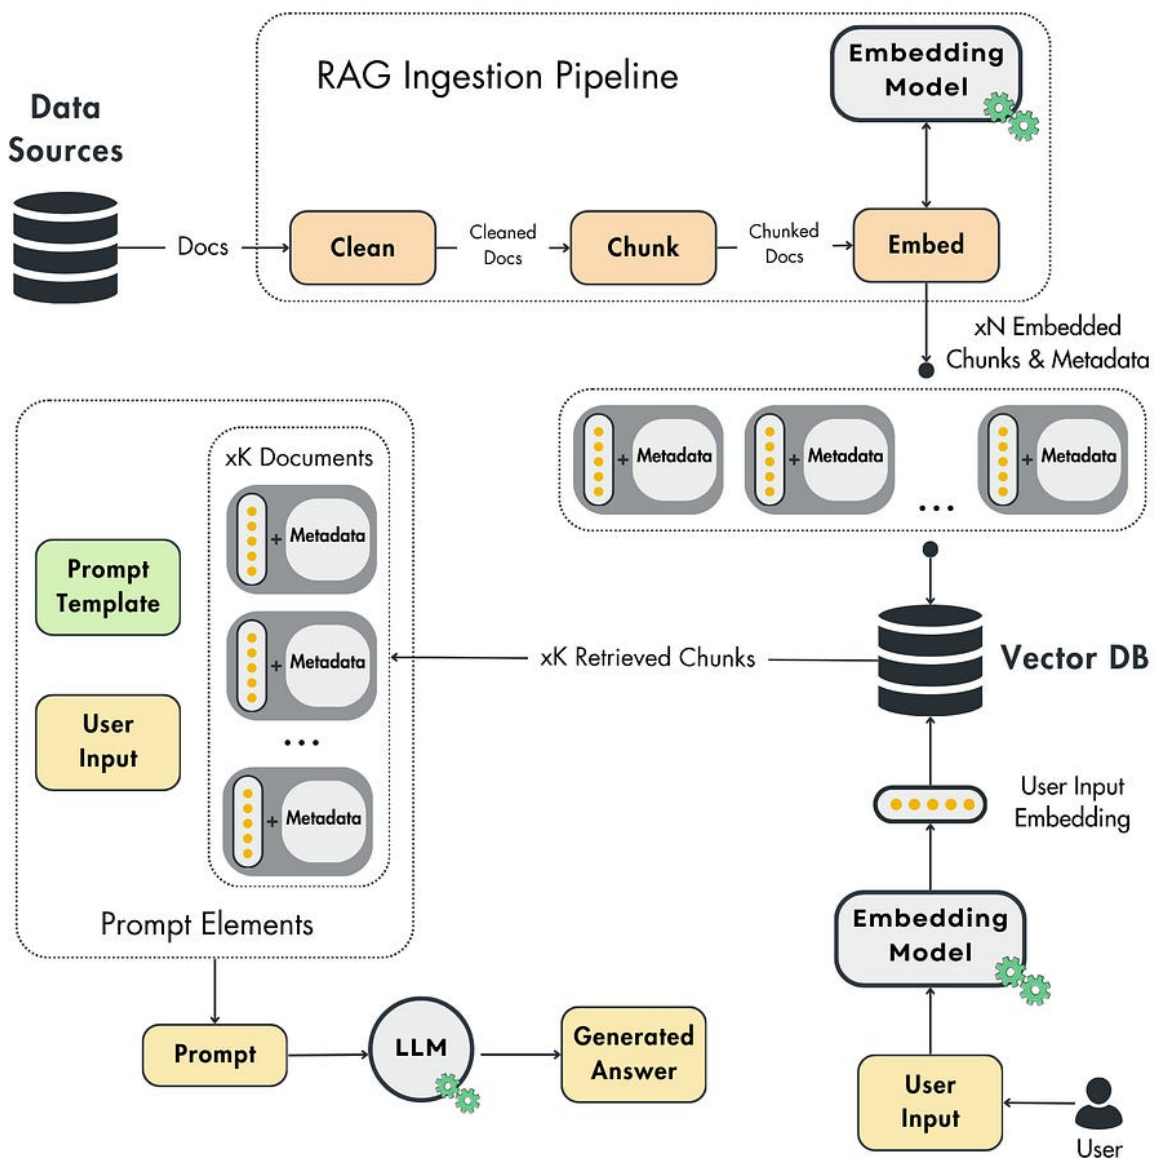 RAG Ingestion Pipeline
Embedding
Model
Data
Sources
Docs
Clean
Cleaned
Docs
Chunk
Chunked
Docs
Embed
xN Embedded
Chunks & Metadata
+ Metadata
+ Metadata
...
+ Metadata
xK Documents
+ Metadata
+ Metadata
...
+ Metadata
Prompt
Template
User
Input
Prompt Elements
xK Retrieved Chunks
Vector DB
User Input
Embedding
Embedding
Model
User
Input
User
Prompt
LLM
Generated
Answer